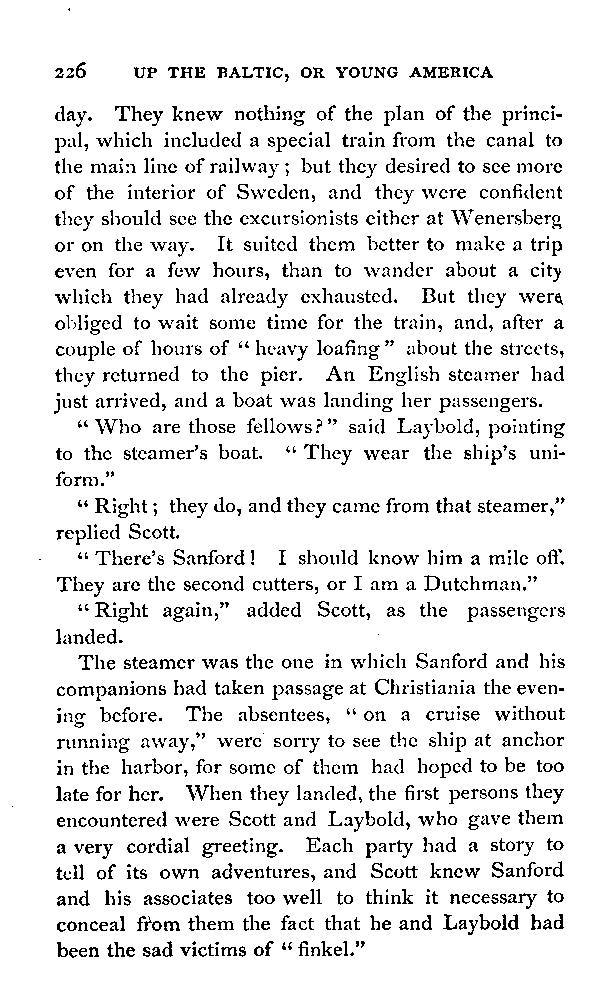 226 UP THE BALTIC, OR YOUNG AMERICA
day. They knew nothing of the plan of the princi-
pal, which included a special train from the canal to
the main line of railway; but they desired to see more
of the interior of Sweden, and they were confident
they should see the excursionists either at Wenersberg
or on the way. It suited them better to make a trip
even for a few hours, than to wander about a city
which they had already exhausted. But they were
obliged to wait some time for the train, and, after a
couple of hours of "heavy loafing" about the streets,
they returned to the pier. An English steamer had
just arrived, and a boat was landing her passengers.
"Who are those fellows?" said Laybold, pointing
to the steamer's boat. "They wear the ship's uni-
form."
"Right; they do, and they came from that steamer,"
replied Scott.
"There's Sanford! I should know him a mile off.
They are the second cutters, or I am a Dutchman."
"Right again," added Scott, as the passengers
landed.
The steamer was the one in which Sanford and his
companions had taken passage at Christiania the even-
ing before. The absentees, "on a cruise without
running away," were sorry to see the ship at anchor
in the harbor, for some of them had hoped to be too
late for her. When they landed, the first persons they
encountered were Scott and Laybold, who gave them
a very cordial greeting. Each party had a story to
tell of its own adventures, and Scott knew Sanford
and his associates too well to think it necessary to
conceal from them the fact that he and Laybold had
been the sad victims of "finkel."